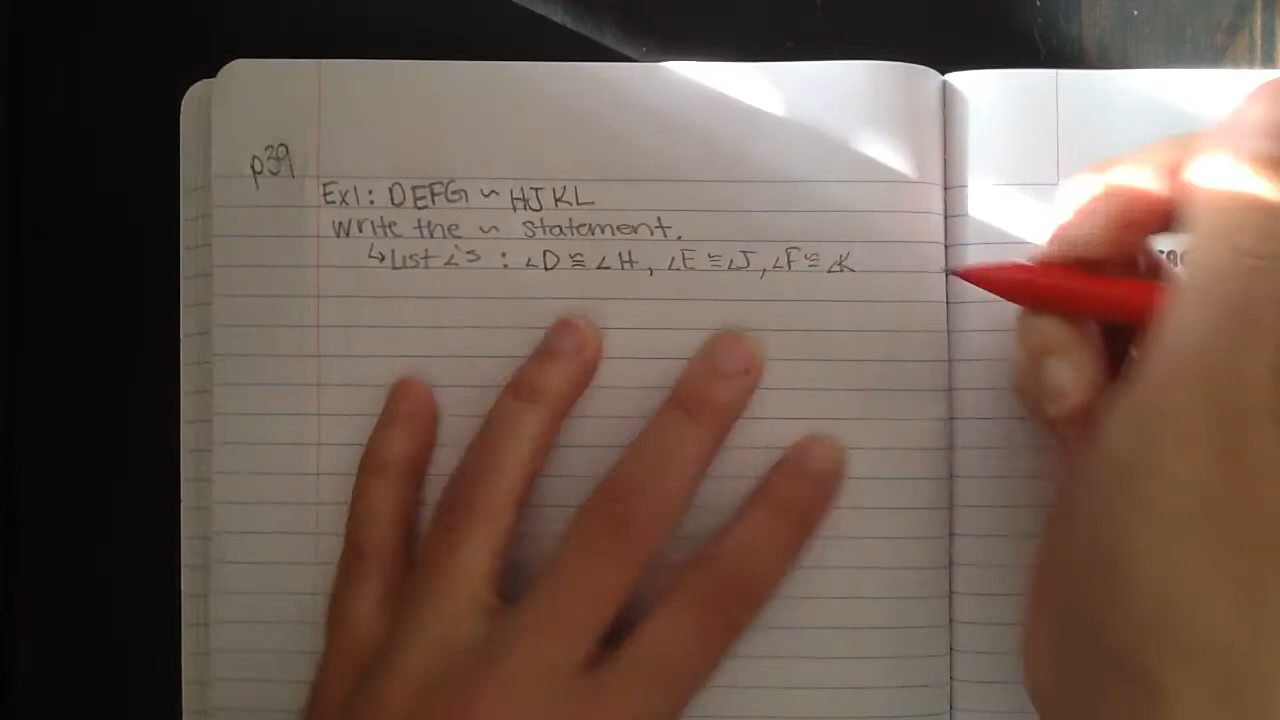 p39
Ex1: DEFG ~ HJKL
Write the ~ statement.
↳ List ∠'s : ∠D ≅ ∠H, ∠E ≅ ∠J, ∠F ≅ ∠K